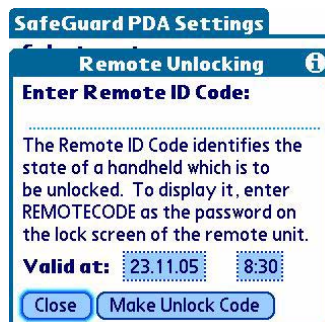 SafeGuard PDA Settings
Remote Unlocking
Enter Remote ID Code:
The Remote ID Code identifies the
state of a handheld which is to
be unlocked. To display it, enter
REMOTECODE as the password on
the lock screen of the remote unit.
Valid at: 23.11.05 8:30
Close Make Unlock Code